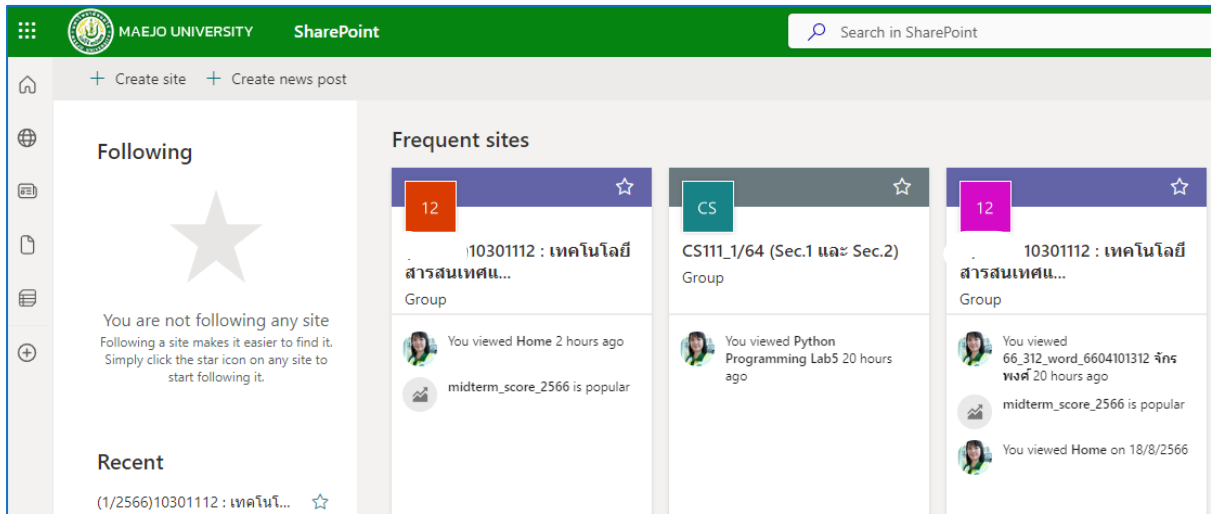 MAEJO UNIVERSITY SharePoint
Search in SharePoint
Create site
Create news post
Following
You are not following any site
Following a site makes it easier to find it.
Simply click the star icon on any site to
start following it.
Recent
(1/2566)10301112 : เทคโนโ...
Frequent sites
12
10301112 : เทคโนโลยี
สารสนเทศแ...
Group
You viewed Home 2 hours ago
midterm_score_2566 is popular
CS
CS111_1/64 (Sec.1 และ Sec.2)
Group
You viewed Python
Programming Lab5 20 hours
ago
12
10301112 : เทคโนโลยี
สารสนเทศแ...
Group
You viewed
66_312_word_6604101312 จักร
พงศ์ 20 hours ago
midterm_score_2566 is popular
You viewed Home on 18/8/2566